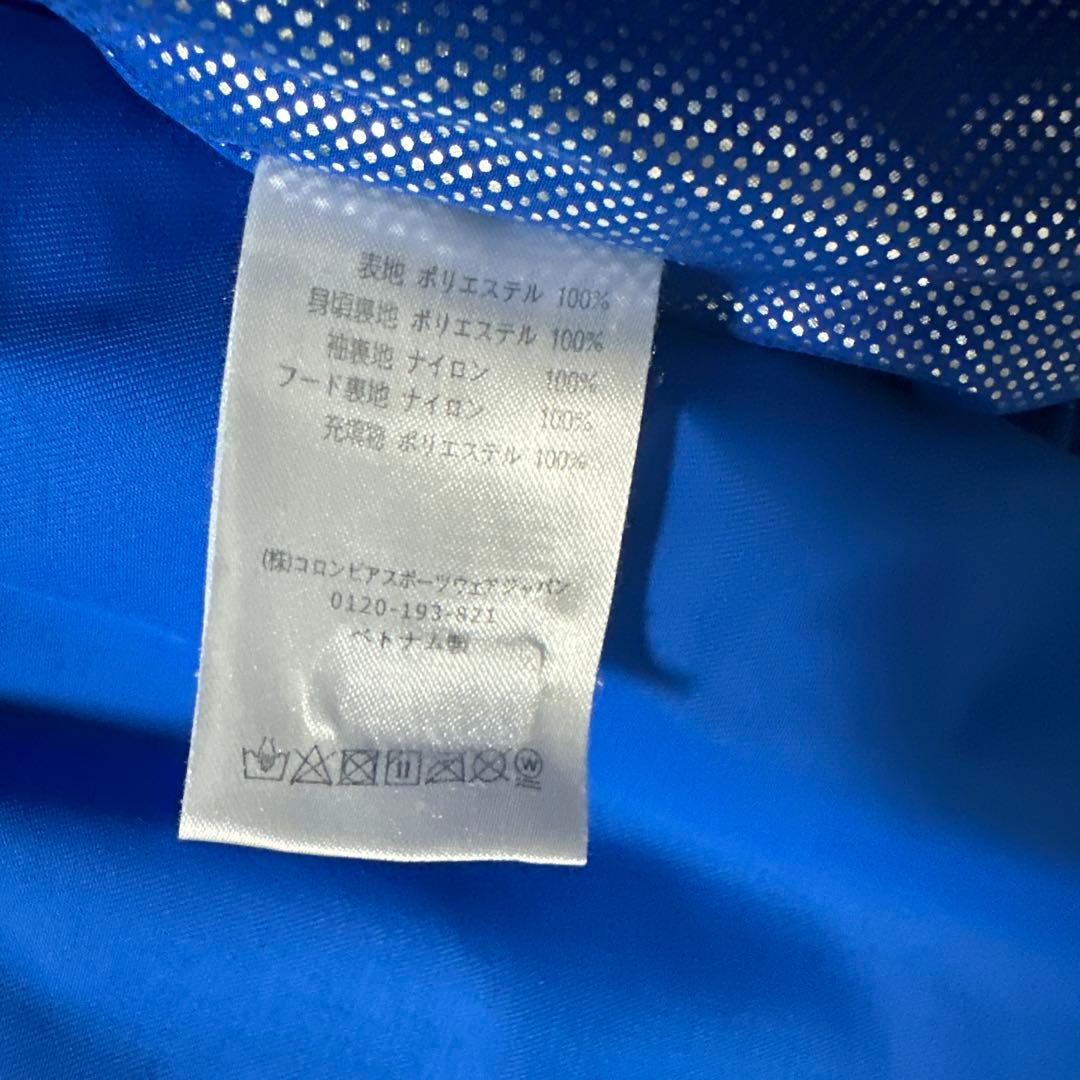 表地 ポリエステル 100%
身頃裏地 ポリエステル 100%
袖裏地 ナイロン 100%
フード裏地 ナイロン 100%
充填物 ポリエステル 100%
(株)コロンビアスポーツウェアジャパン
0120-193-821
ベトナム製
W